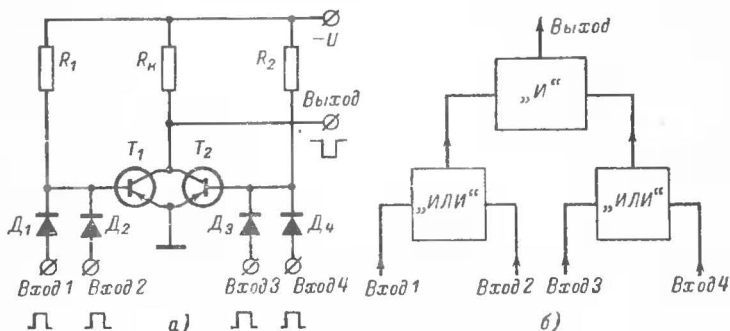 –U
R₁
Rк
R₂
Выход
T₁
T₂
Д₁
Д₂
Д₃
Д₄
Вход 1
Вход 2
Вход 3
Вход 4
а)
Выход
„И“
„ИЛИ“
„ИЛИ“
Вход 1
Вход 2
Вход 3
Вход 4
б)